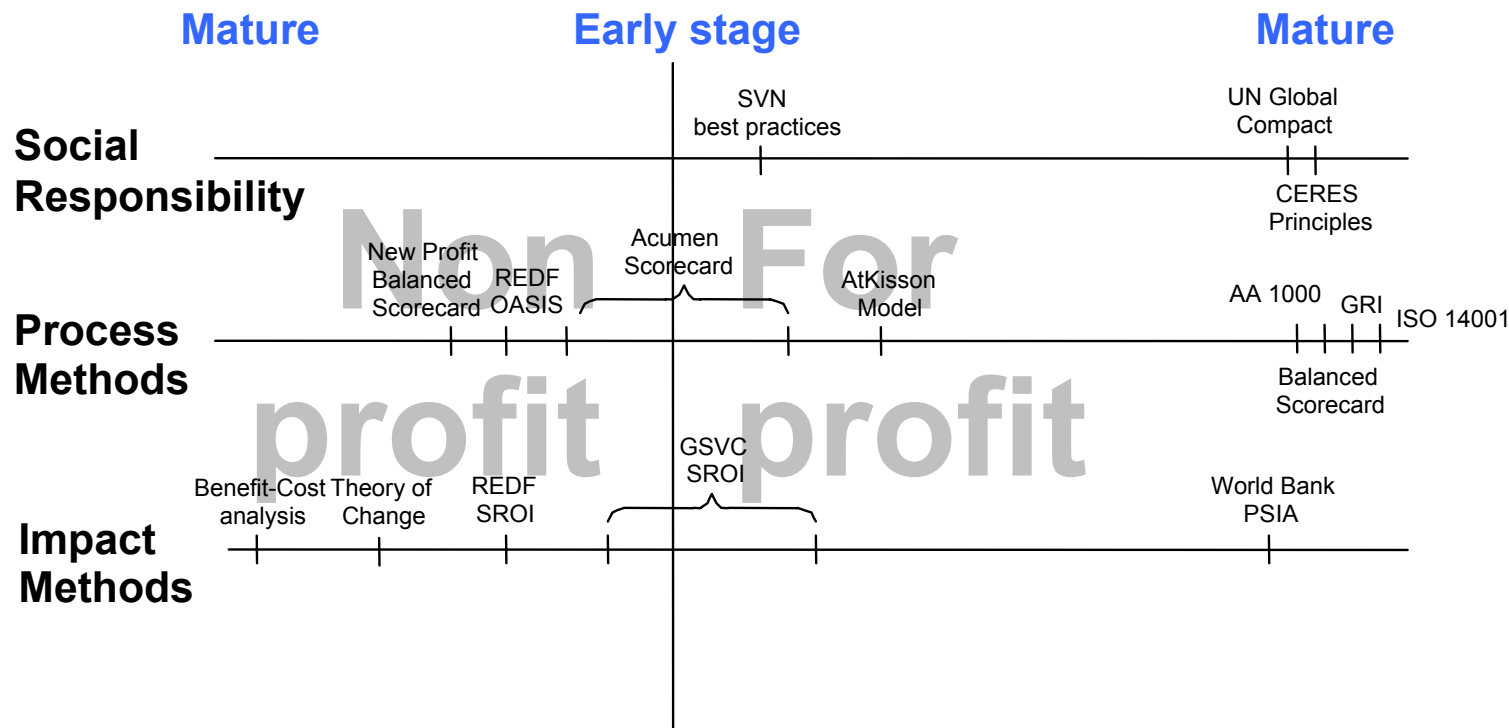 Mature
Early stage
Mature
SVN
best practices
UN Global
Compact
Social
Responsibility
CERES
Principles
Non
For
New Profit
Balanced
Scorecard
REDF
OASIS
Acumen
Scorecard
AtKisson
Model
AA 1000
GRI
ISO 14001
Process
Methods
Balanced
Scorecard
profit
profit
Benefit-Cost
analysis
Theory of
Change
REDF
SROI
GSVC
SROI
World Bank
PSIA
Impact
Methods